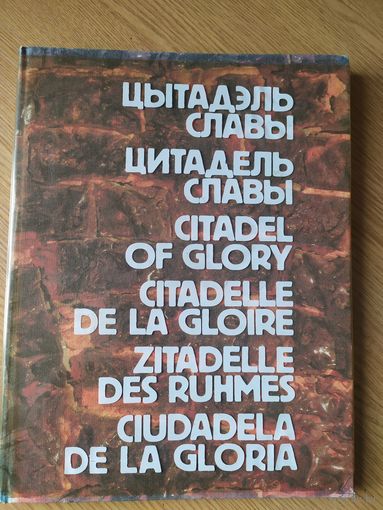 ЦЫТАДЭЛЬ
СЛАВЫ
ЦИТАДЕЛЬ
СЛАВЫ
CITADEL
OF GLORY
CITADELLE
DE LA GLOIRE
ZITADELLE
DES RUHMES
CIUDADELA
DE LA GLORIA